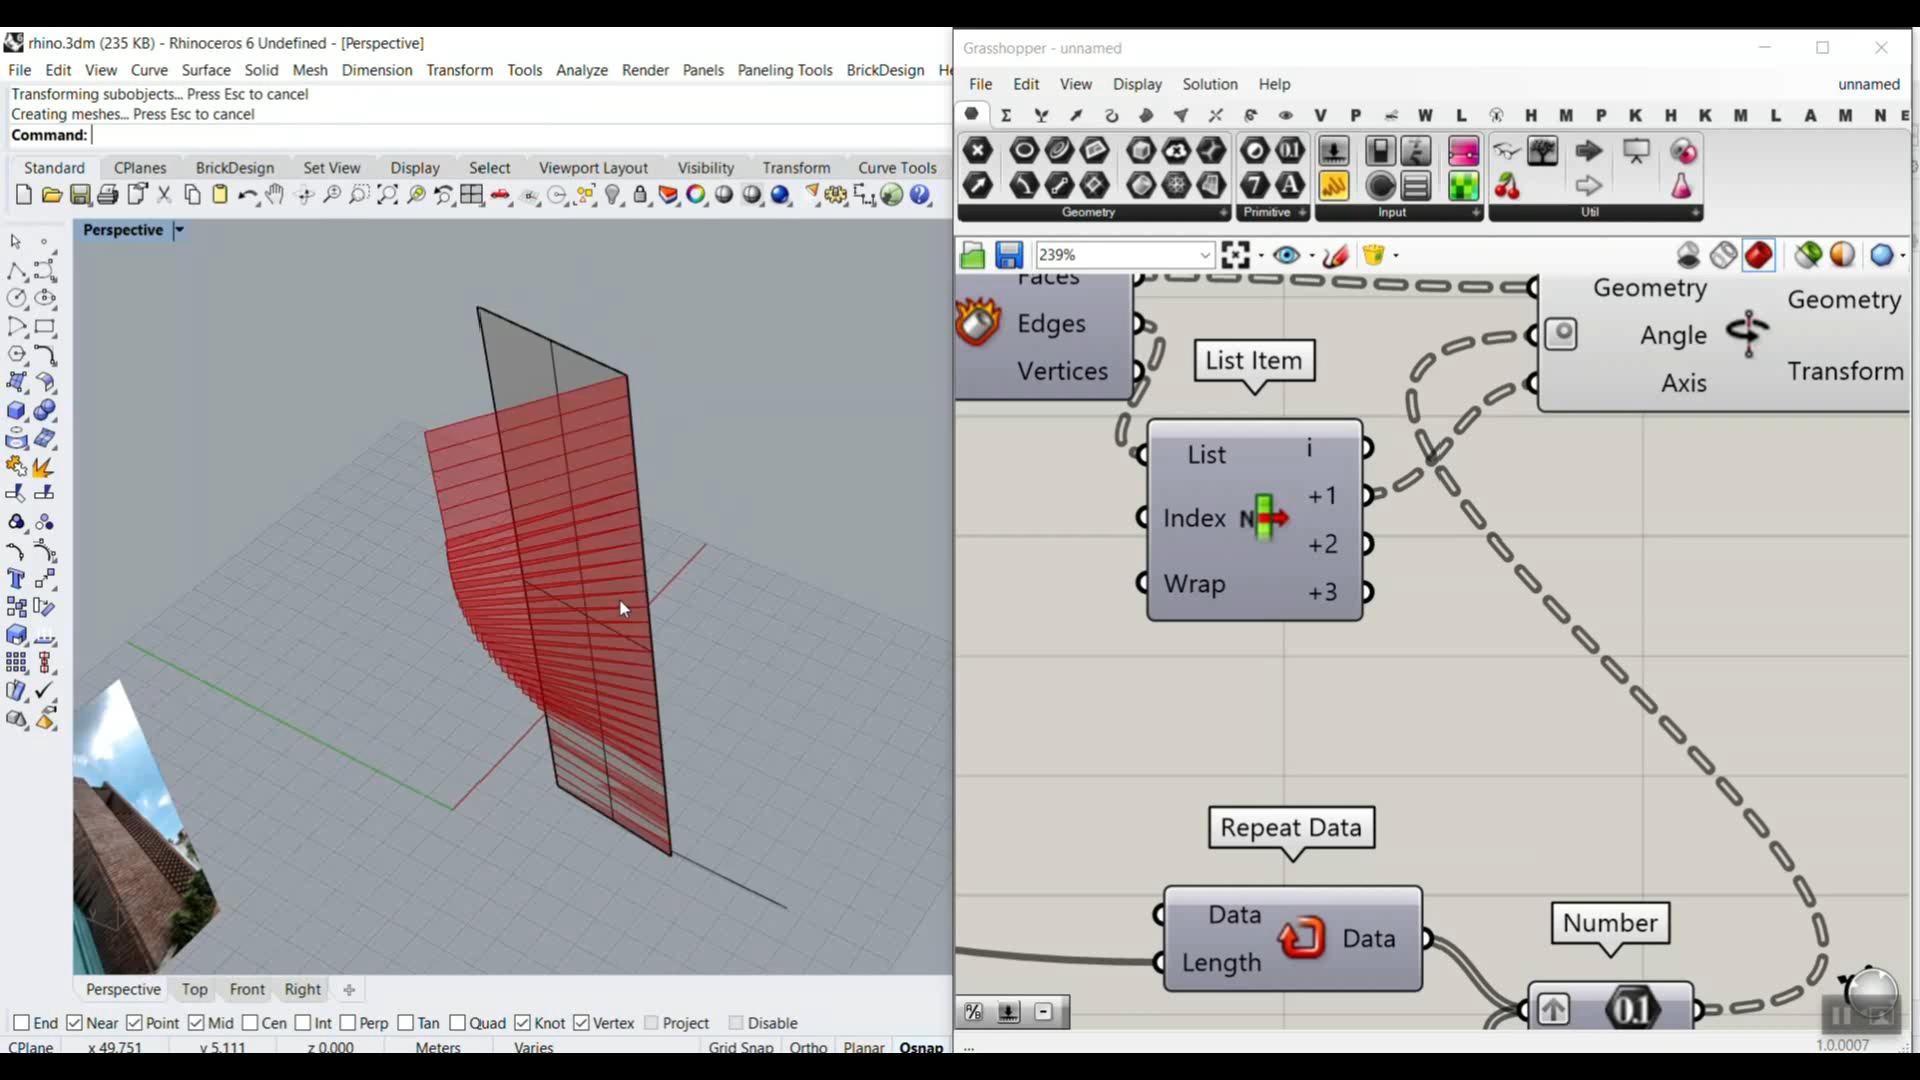 rhino.3dm (235 KB) - Rhinoceros 6 Undefined - [Perspective]
File Edit View Curve Surface Solid Mesh Dimension Transform Tools Analyze Render Panels Paneling Tools BrickDesign He
Transforming subobjects... Press Esc to cancel
Creating meshes... Press Esc to cancel
Command:
Standard CPlanes BrickDesign Set View Display Select Viewport Layout Visibility Transform Curve Tools
Perspective
Perspective Top Front Right
End Near Point Mid Cen Int Perp Tan Quad Knot Vertex Project Disable
CPlane x 49.751 y 5.111 z 0.000 Meters Varies Grid Snap Ortho Planar Osnap
Grasshopper - unnamed
File Edit View Display Solution Help unnamed
V P W L H M P K H K M L A M N E
Geometry Primitive Input Util
239%
Faces
Edges
Vertices
List Item
List i
+1
Index N
+2
Wrap
+3
Geometry Geometry
Angle
Axis Transform
Repeat Data
Data
Data
Length
Number
0.1
...
1.0.0007